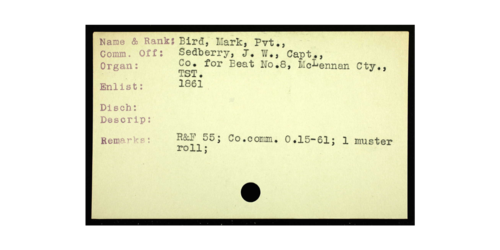 Name & Rank: Bird, Mark, Pvt.,
Comm. Off: Sedberry, J. W., Capt.,
Organ: Co. for Beat No.8, McLennan Cty.,
TST.
Enlist: 1861
Disch:
Descrip:
Remarks: R&F 55; Co.comm. 0.15-61; 1 muster
roll;